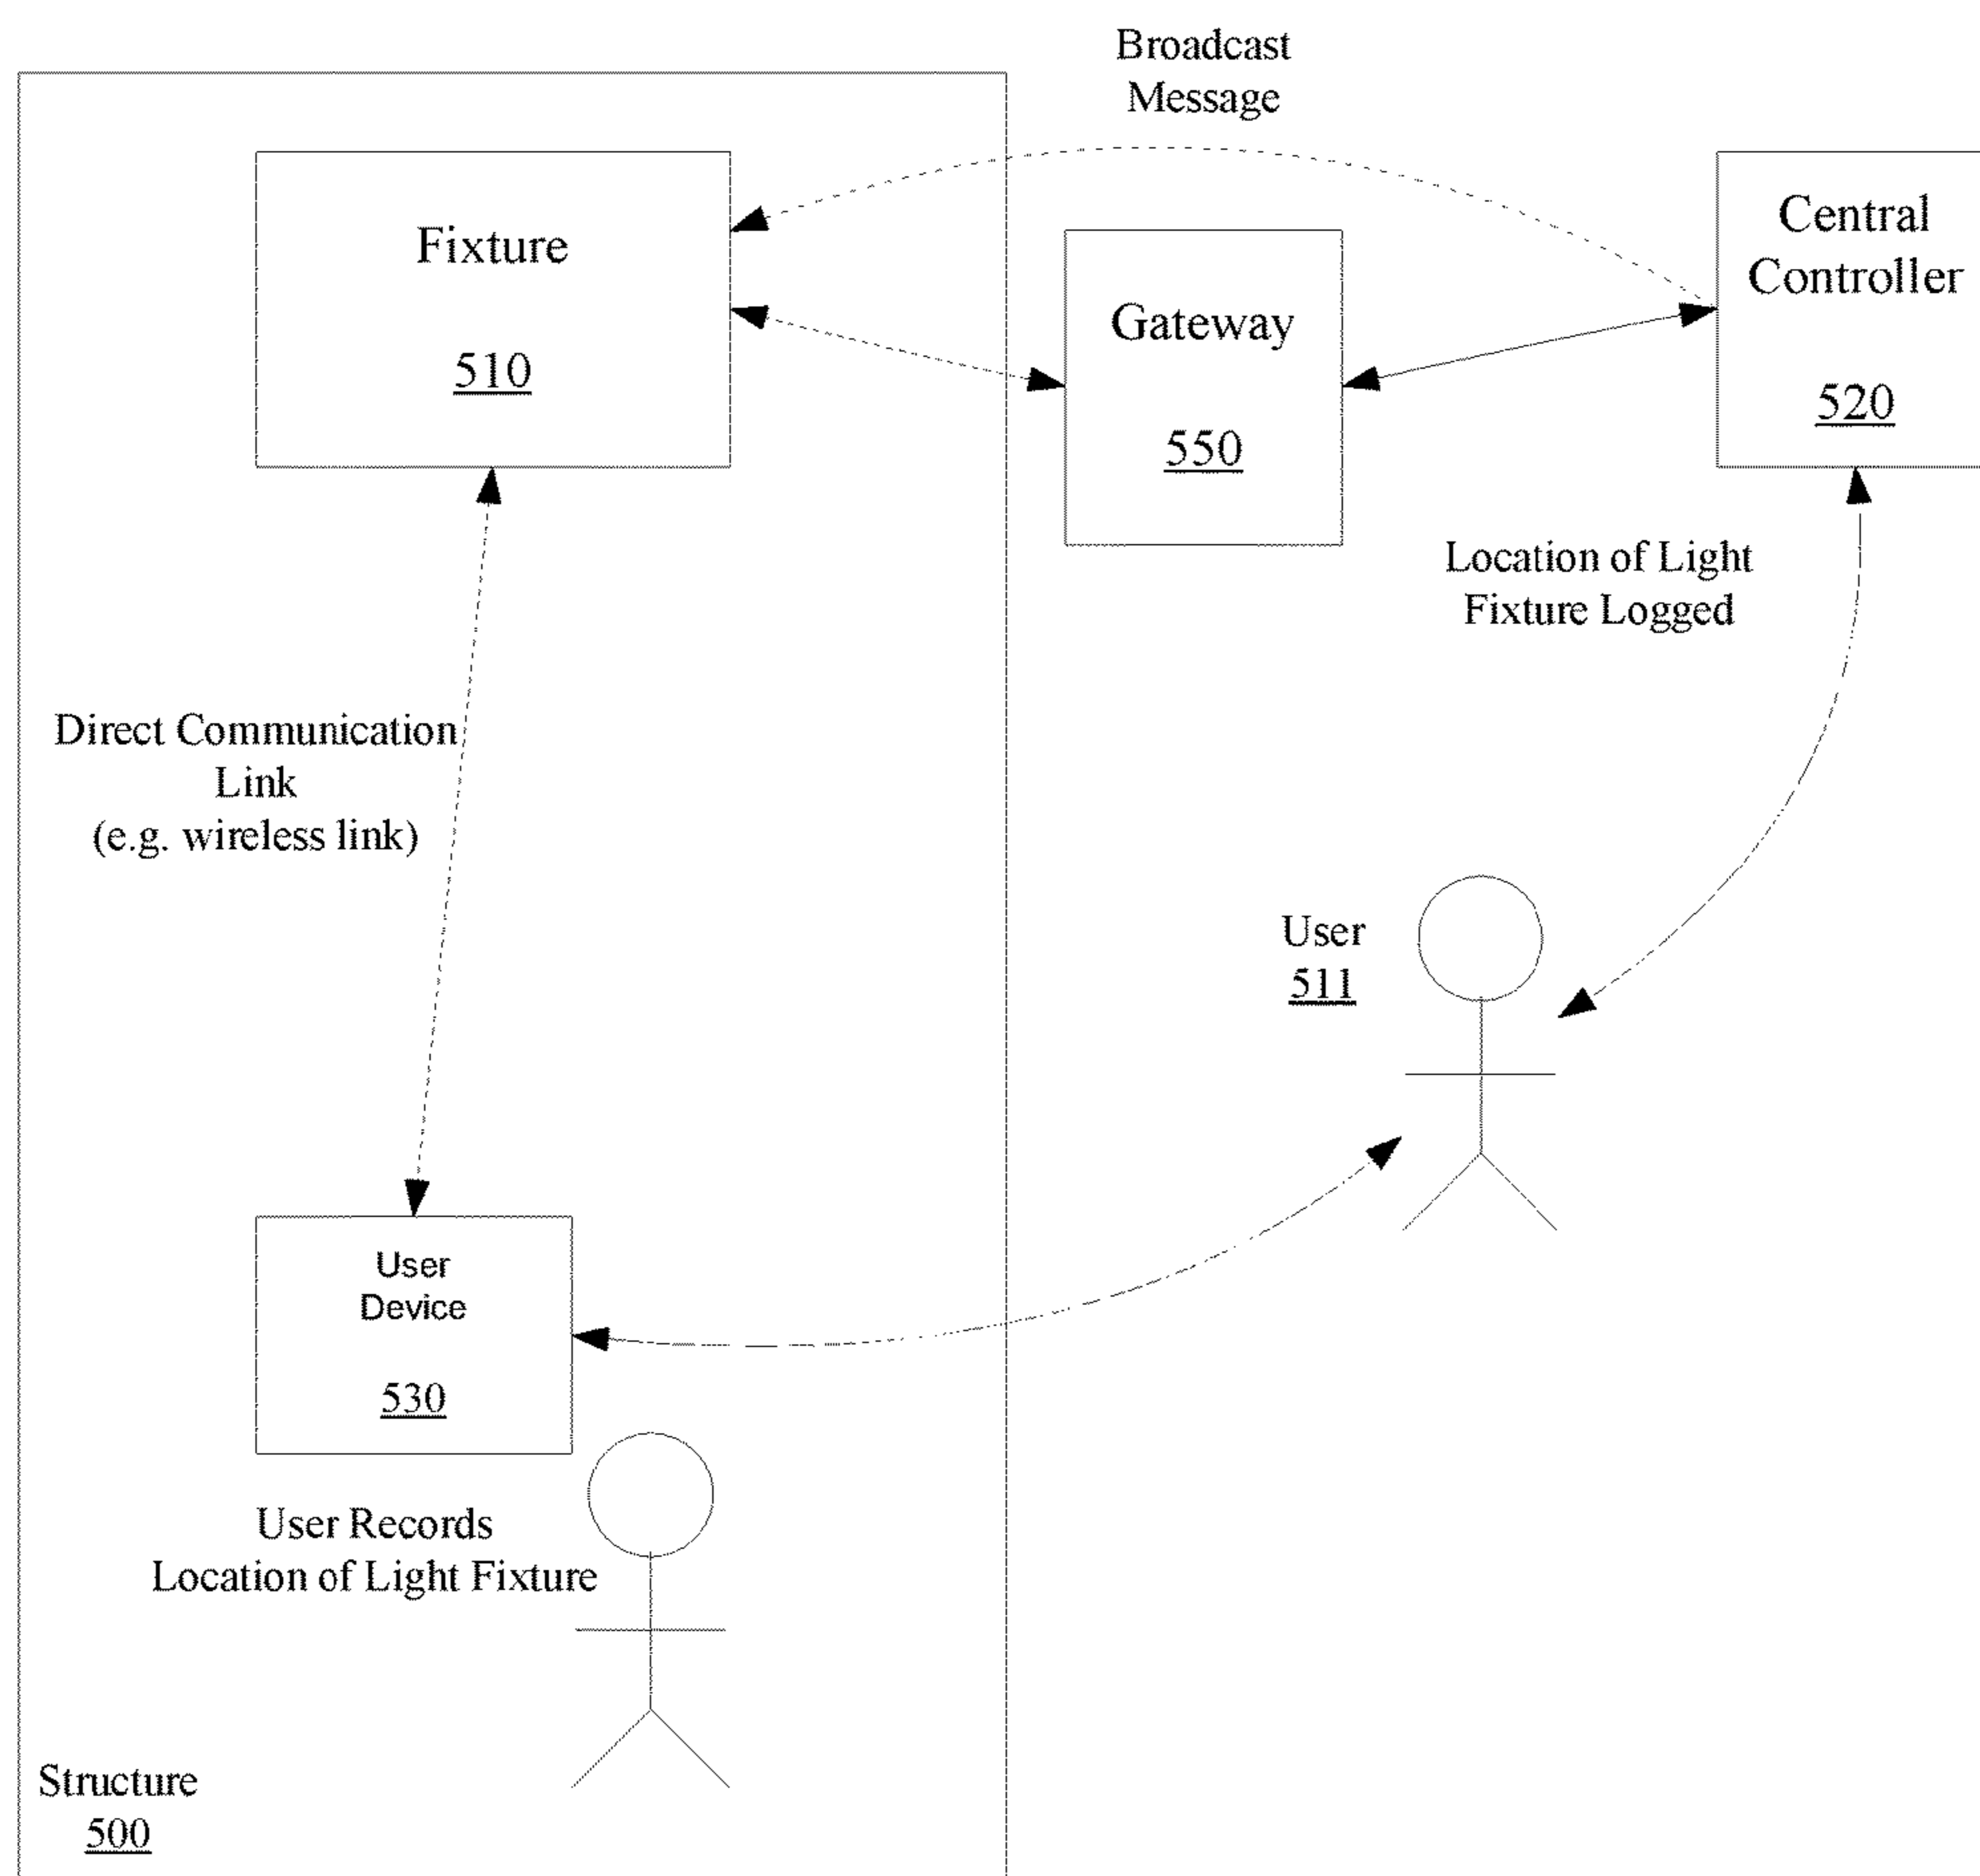 Broadcast
Message
Fixture
510
Gateway
550
Central
Controller
520
Location of Light
Fixture Logged
Direct Communication
Link
(e.g. wireless link)
User
511
User
Device
530
User Records
Location of Light Fixture
Structure
500